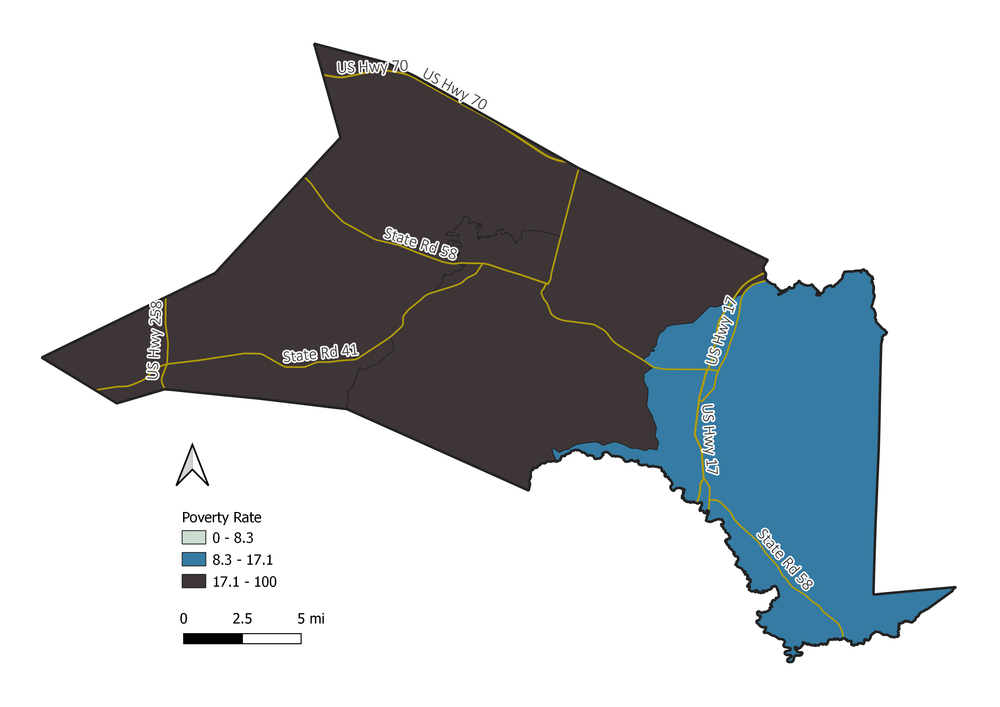 US Hwy 70
US Hwy 70
State Rd 58
US Hwy 17
US Hwy 258
State Rd 41
US Hwy 17
State Rd 58
Poverty Rate
0 - 8.3
8.3 - 17.1
17.1 - 100
0 2.5 5 mi